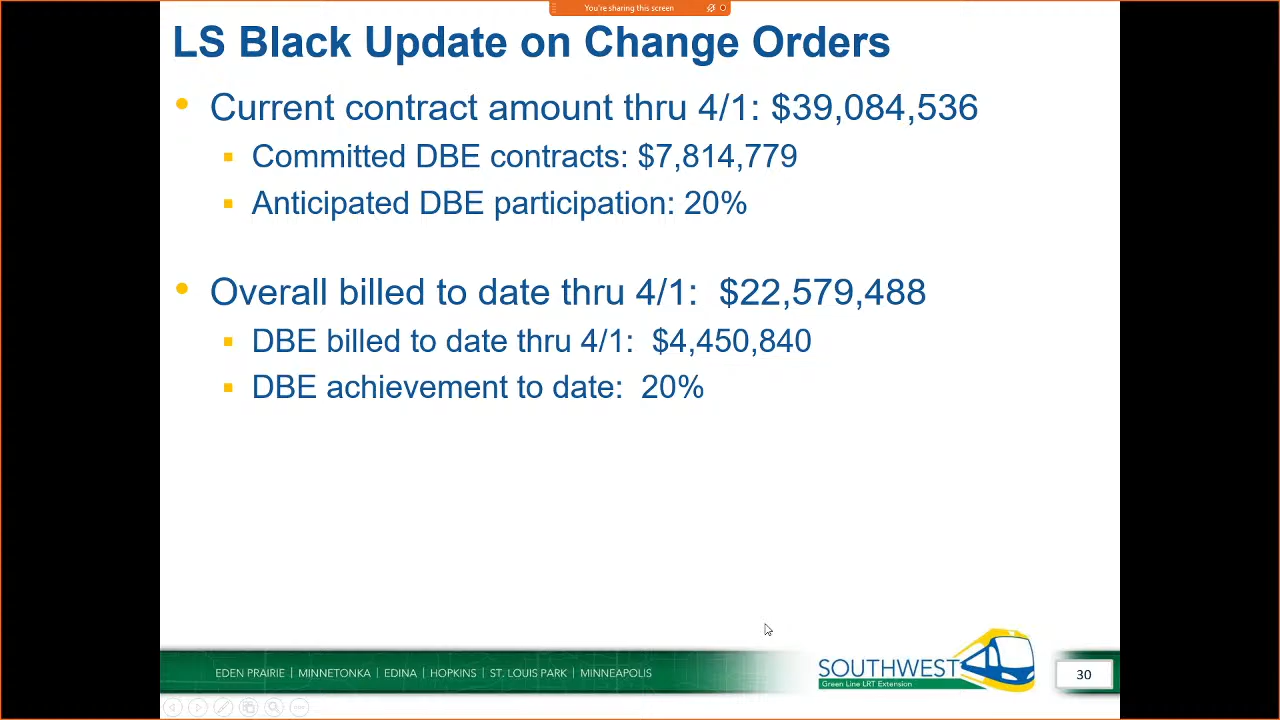 You're sharing this screen
LS Black Update on Change Orders
Current contract amount thru 4/1: $39,084,536
Committed DBE contracts: $7,814,779
Anticipated DBE participation: 20%
Overall billed to date thru 4/1: $22,579,488
DBE billed to date thru 4/1: $4,450,840
DBE achievement to date: 20%
EDEN PRAIRIE | MINNETONKA | EDINA | HOPKINS | ST. LOUIS PARK | MINNEAPOLIS
SOUTHWEST
Green Line LRT Extension
30